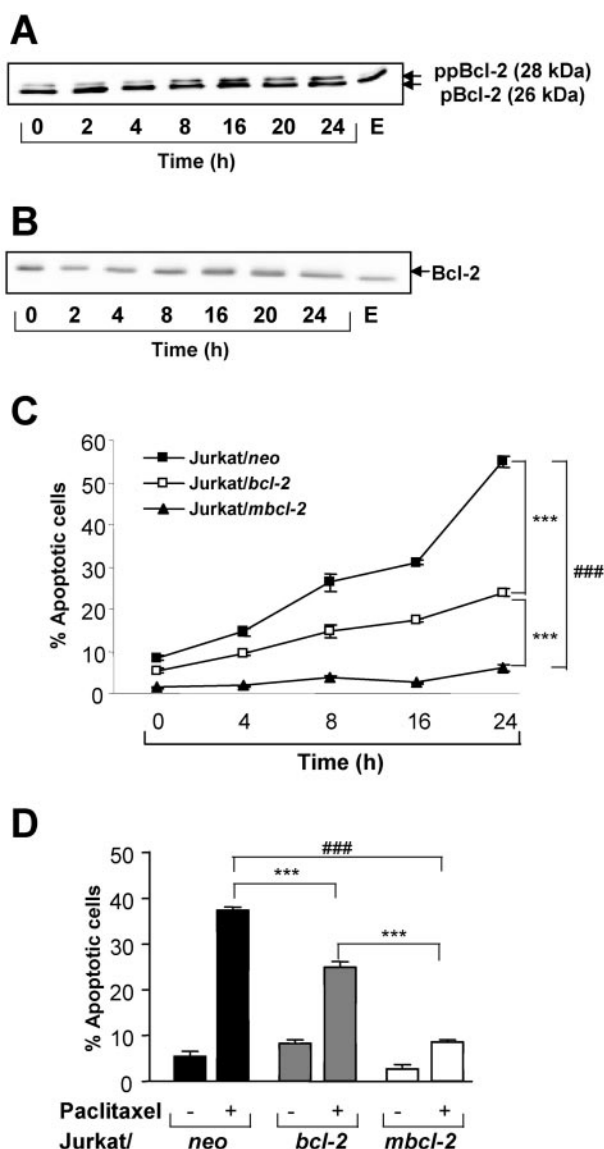 A
ppBcl-2 (28 kDa)
pBcl-2 (26 kDa)
0 2 4 8 16 20 24 E
Time (h)
B
Bcl-2
0 2 4 8 16 20 24 E
Time (h)
C
60
50
40
30
20
10
0
% Apoptotic cells
Jurkat/neo
Jurkat/bcl-2
Jurkat/mbcl-2
***
###
***
0 4 8 16 24
Time (h)
D
50
40
30
20
10
0
% Apoptotic cells
###
***
***
Paclitaxel - + - + - +
Jurkat/ neo bcl-2 mbcl-2